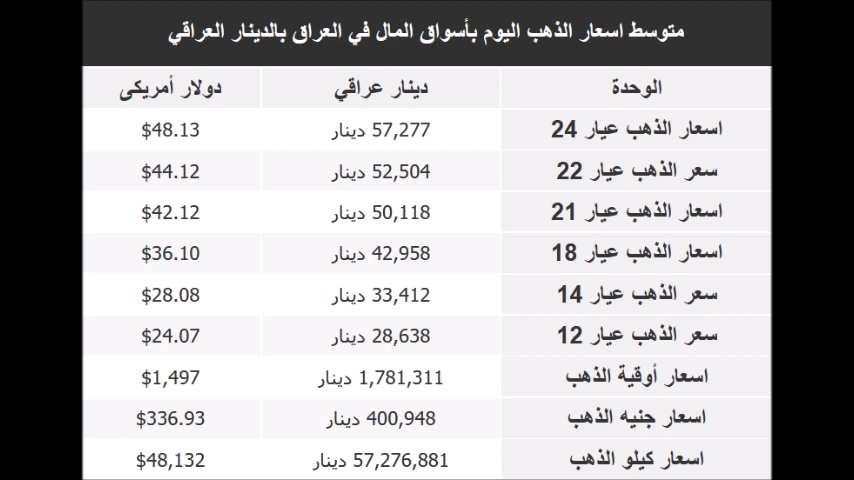 متوسط اسعار الذهب اليوم بأسواق المال في العراق بالدينار العراقي
الوحدة دينار عراقي دولار أمريكى
اسعار الذهب عيار 24 57,277 دينار $48.13
سعر الذهب عيار 22 52,504 دينار $44.12
اسعار الذهب عيار 21 50,118 دينار $42.12
اسعار الذهب عيار 18 42,958 دينار $36.10
سعر الذهب عيار 14 33,412 دينار $28.08
سعر الذهب عيار 12 28,638 دينار $24.07
اسعار أوقية الذهب 1,781,311 دينار $1,497
اسعار جنيه الذهب 400,948 دينار $336.93
اسعار كيلو الذهب 57,276,881 دينار $48,132